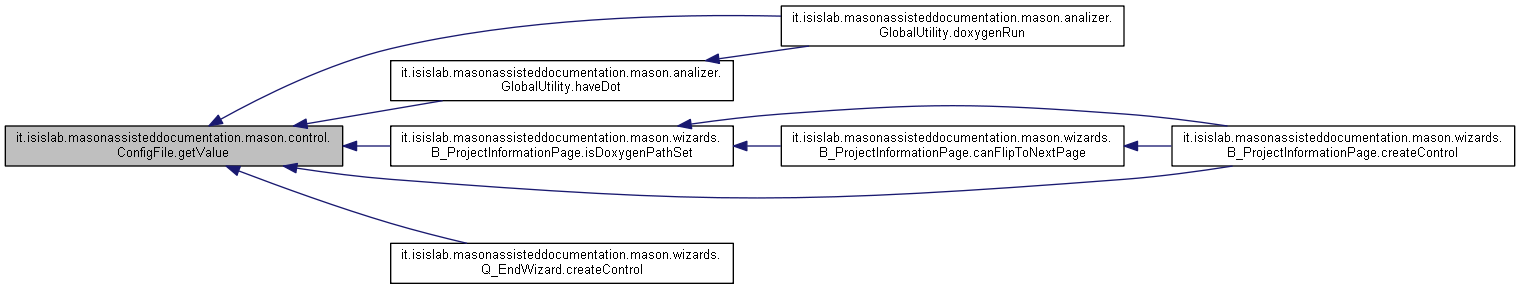 it.isislab.masonassisteddocumentation.mason.analizer.
GlobalUtility.doxygenRun
it.isislab.masonassisteddocumentation.mason.analizer.
GlobalUtility.haveDot
it.isislab.masonassisteddocumentation.mason.control.
ConfigFile.getValue
it.isislab.masonassisteddocumentation.mason.wizards.
B_ProjectInformationPage.isDoxygenPathSet
it.isislab.masonassisteddocumentation.mason.wizards.
B_ProjectInformationPage.canFlipToNextPage
it.isislab.masonassisteddocumentation.mason.wizards.
B_ProjectInformationPage.createControl
it.isislab.masonassisteddocumentation.mason.wizards.
Q_EndWizard.createControl